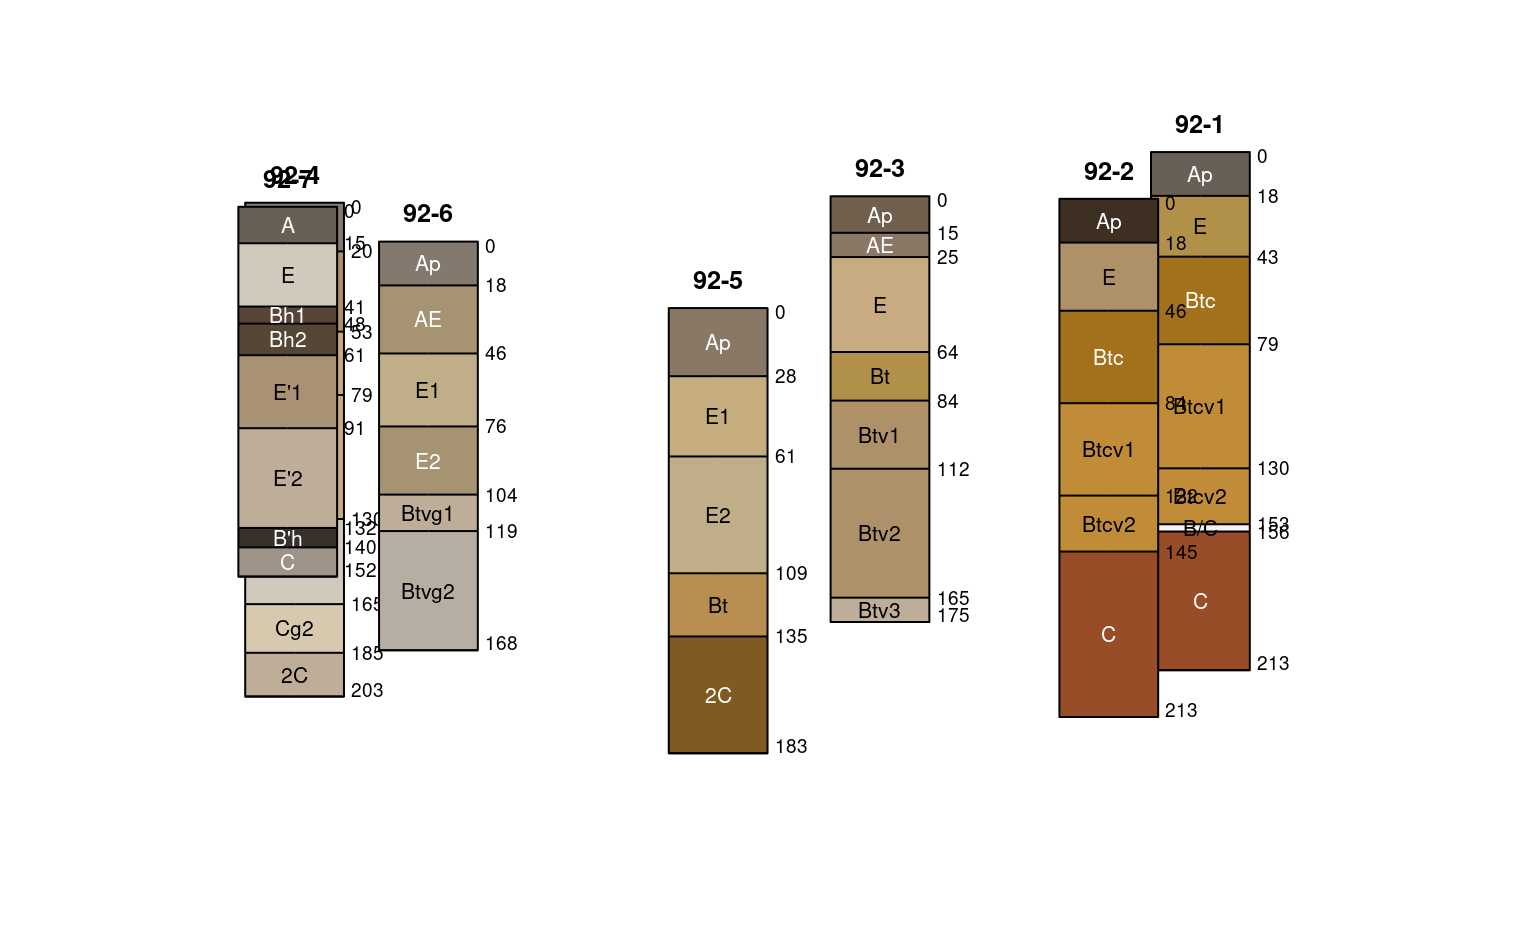 92-4
92-7
0
0
A
15
20
E
41
Bh1
48
53
Bh2
61
E'1
79
91
E'2
130
132
B'h
140
C
152
165
Cg2
185
2C
203
92-6
0
Ap
18
AE
46
E1
76
E2
104
Btvg1
119
Btvg2
168
92-5
0
Ap
28
E1
61
E2
109
Bt
135
2C
183
92-3
0
Ap
15
AE
25
E
64
Bt
84
Btv1
112
Btv2
165
Btv3
175
92-2
0
Ap
18
E
46
Btc
84
Btcv1
122
Btcv2
145
C
213
92-1
0
Ap
18
E
43
Btc
79
Btcv1
130
Btcv2
153
B/C
156
C
213